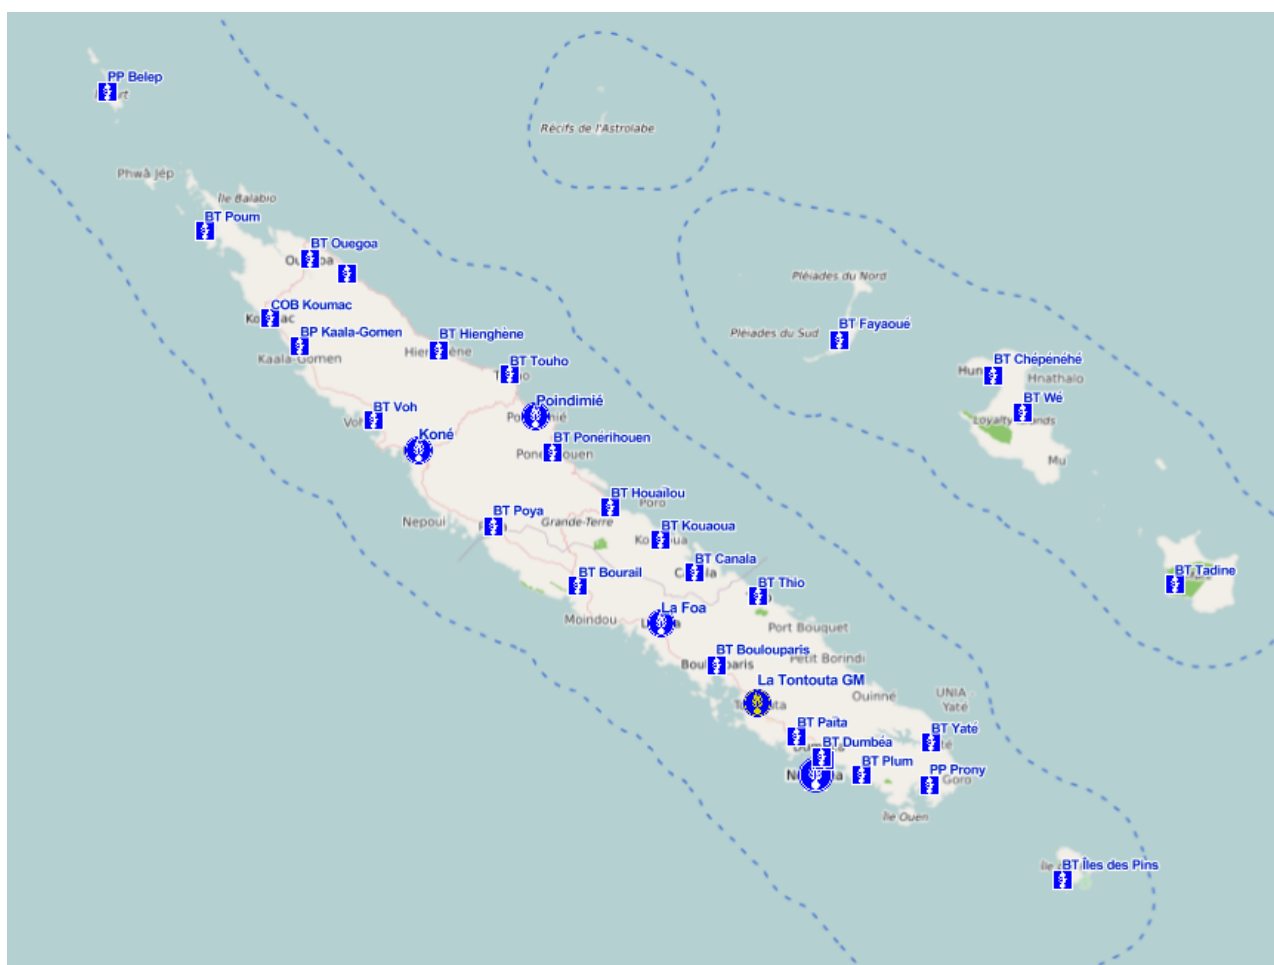 PP Belep
Récifs de l'Astrolabe
Phwâ Jép
Île Balabio
BT Poum
BT Ouegoa
Pléiades du Nord
COB Koumac
BP Kaala-Gomen
Kaala-Gomen
BT Hienghène
BT Fayaoué
Pléiades du Sud
BT Touho
BT Chépénéhé
Hnathalo
BT Wé
Poindimié
BT Voh
Koné
BT Ponérihouen
Mu
BT Houaïlou
Poro
BT Poya
Nepoui
Grande-Terre
BT Kouaoua
BT Canala
BT Bourail
BT Thio
BT Tadine
La Foa
Moindou
Port Bouquet
BT Boulouparis
Petit Borindi
La Tontouta GM
Ouinné
UNIA -
Yaté
BT Païta
BT Yaté
BT Dumbéa
BT Plum
PP Prony
Goro
Île Ouen
BT Îles des Pins